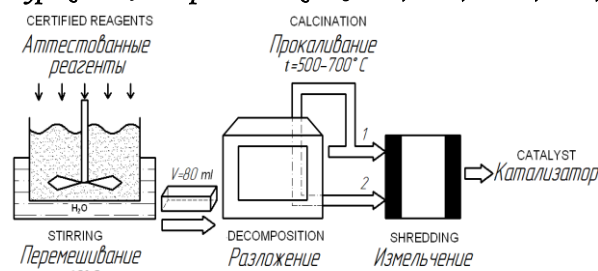 CERTIFIED REAGENTS
Аттестованные
реагенты
CALCINATION
Прокаливание
t=500-700° C
V=80 ml
1
2
H₂O
CATALYST
Катализатор
STIRRING
Перемешивание
DECOMPOSITION
Разложение
SHREDDING
Измельчение